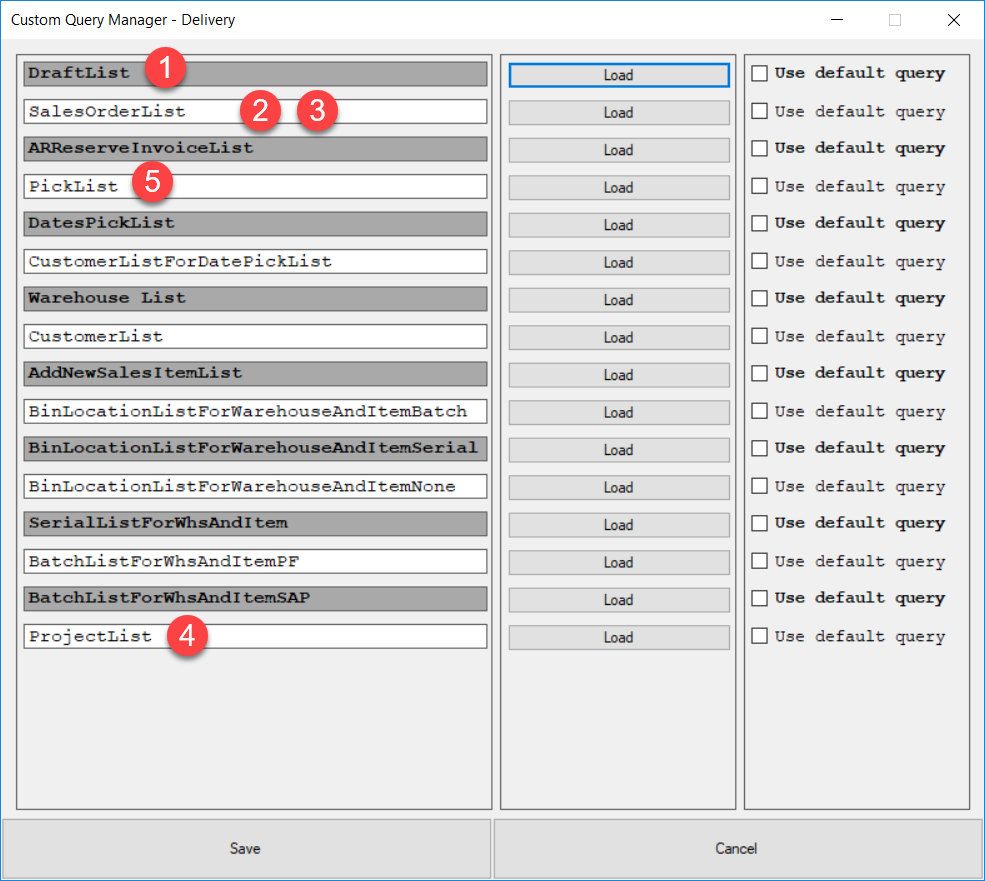 Custom Query Manager - Delivery
DraftList 1 Load Use default query
SalesOrderList 2 3 Load Use default query
ARReserveInvoiceList Load Use default query
PickList 5 Load Use default query
DatesPickList Load Use default query
CustomerListForDatePickList Load Use default query
Warehouse List Load Use default query
CustomerList Load Use default query
AddNewSalesItemList Load Use default query
BinLocationListForWarehouseAndItemBatch Load Use default query
BinLocationListForWarehouseAndItemSerial Load Use default query
BinLocationListForWarehouseAndItemNone Load Use default query
SerialListForWhsAndItem Load Use default query
BatchListForWhsAndItemPF Load Use default query
BatchListForWhsAndItemSAP Load Use default query
ProjectList 4 Load Use default query
Save Cancel